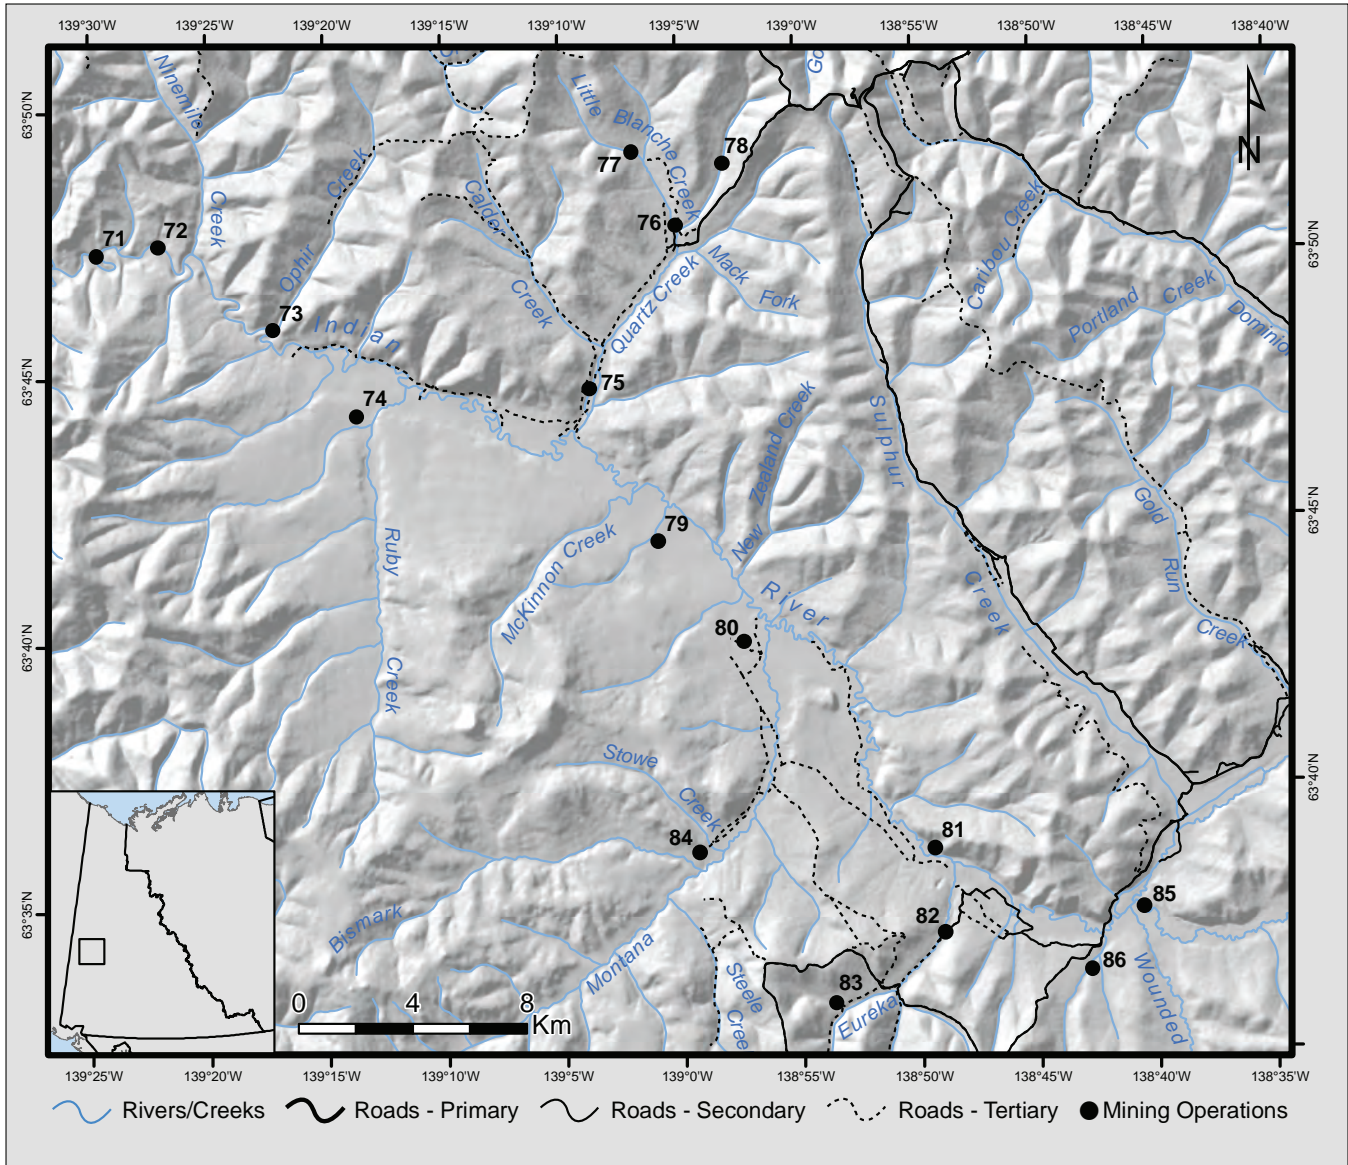 139°30'W 139°25'W 139°20'W 139°15'W 139°10'W 139°5'W 139°0'W 138°55'W 138°50'W 138°45'W 138°40'W
63°50'N
63°45'N
63°40'N
63°35'N
63°50'N
63°45'N
63°40'N
N
Ninemile
Creek
Ophir
Creek
Calder
Creek
Little
Blanche
Creek
Quartz Creek
Mack
Fork
Caribou Creek
Portland
Creek
Dominion
Indian
River
Sulphur
Creek
New
Zealand Creek
Gold
Run
Creek
McKinnon Creek
Ruby
Creek
Stowe
Creek
Bismark
Montana
Steele
Cree
Eureka
Wounded
71
72
73
74
75
76
77
78
79
80
81
82
83
84
85
86
0 4 8
Km
139°25'W 139°20'W 139°15'W 139°10'W 139°5'W 139°0'W 138°55'W 138°50'W 138°45'W 138°40'W 138°35'W
Rivers/Creeks Roads - Primary Roads - Secondary Roads - Tertiary Mining Operations